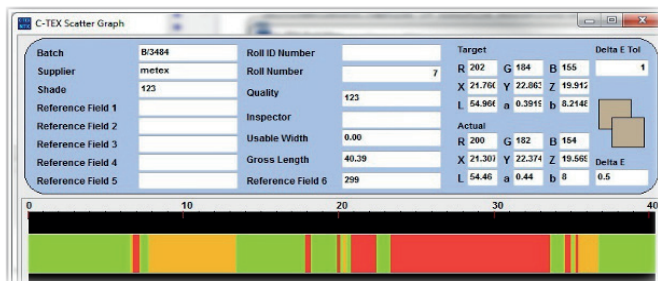 C-TEX Scatter Graph
Batch B/3484 Roll ID Number Target Delta E Tol
Supplier metex Roll Number 7 R 202 G 184 B 155 1
Shade 123 Quality 123 X 21.760 Y 22.863 Z 19.912
Reference Field 1 L 54.966 a 0.3919 b 8.2148
Reference Field 2 Inspector Actual
Reference Field 3 Usable Width 0.00 R 200 G 182 B 154
Reference Field 4 Gross Length 40.39 X 21.307 Y 22.374 Z 19.569 Delta E
Reference Field 5 Reference Field 6 299 L 54.46 a 0.44 b 8 0.5
0 10 20 30 40